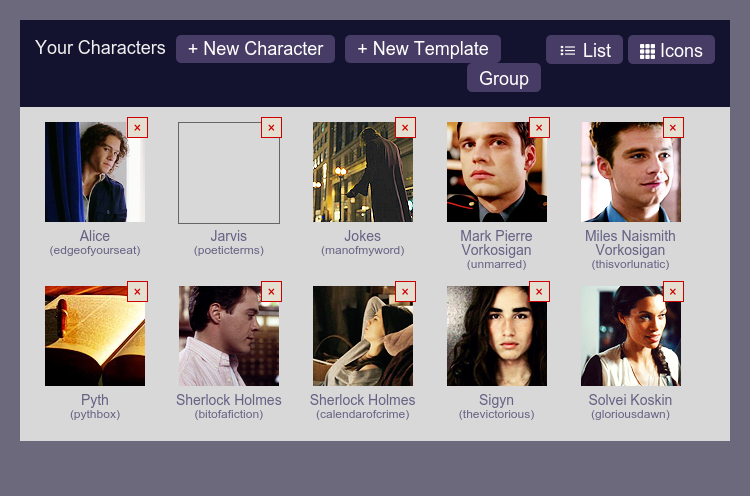 Your Characters
+ New Character
+ New Template
List
Icons
Group
×
×
×
×
×
Alice
(edgeofyourseat)
Jarvis
(poeticterms)
Jokes
(manofmyword)
Mark Pierre
Vorkosigan
(unmarred)
Miles Naismith
Vorkosigan
(thisvorlunatic)
×
×
×
×
×
Pyth
(pythbox)
Sherlock Holmes
(bitofafiction)
Sherlock Holmes
(calendarofcrime)
Sigyn
(thevictorious)
Solvei Koskin
(gloriousdawn)